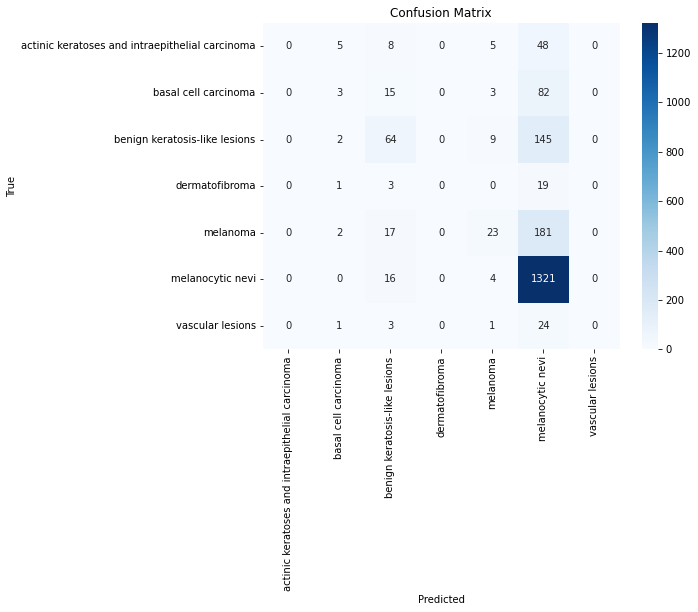 Confusion Matrix
actinic keratoses and intraepithelial carcinoma 0 5 8 0 5 48 0
basal cell carcinoma 0 3 15 0 3 82 0
benign keratosis-like lesions 0 2 64 0 9 145 0
dermatofibroma 0 1 3 0 0 19 0
melanoma 0 2 17 0 23 181 0
melanocytic nevi 0 0 16 0 4 1321 0
vascular lesions 0 1 3 0 1 24 0
True
actinic keratoses and intraepithelial carcinoma
basal cell carcinoma
benign keratosis-like lesions
dermatofibroma
melanoma
melanocytic nevi
vascular lesions
Predicted
1200
1000
800
600
400
200
0